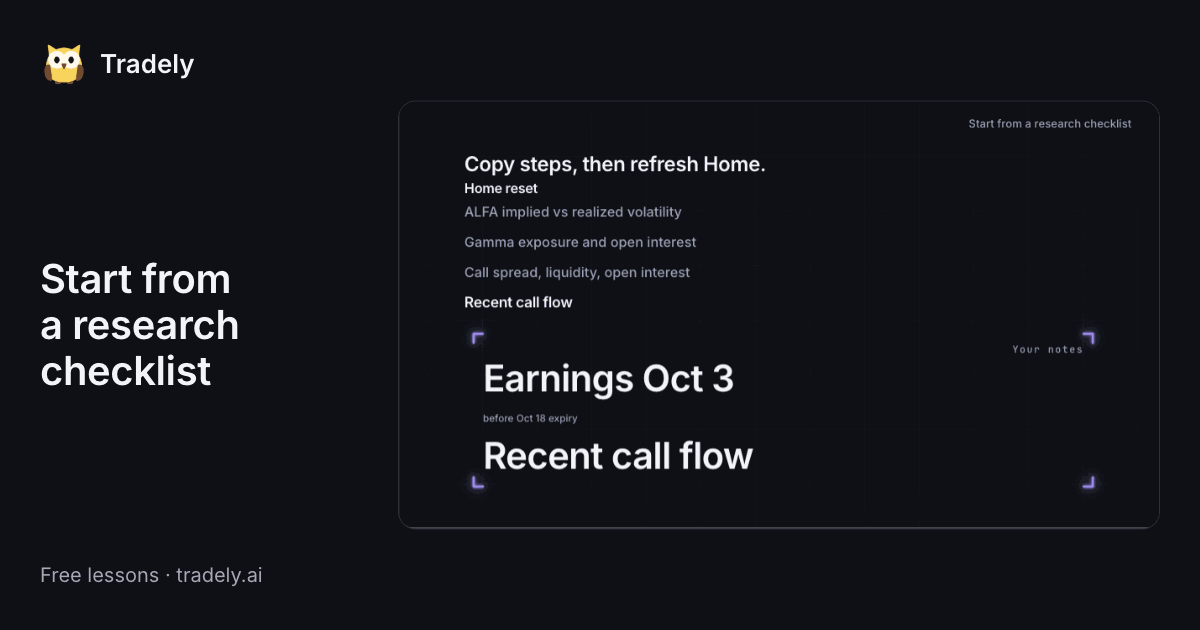 Tradely
Start from
a research
checklist
Start from a research checklist
Copy steps, then refresh Home.
Home reset
ALFA implied vs realized volatility
Gamma exposure and open interest
Call spread, liquidity, open interest
Recent call flow
Your notes
Earnings Oct 3
before Oct 18 expiry
Recent call flow
Free lessons · tradely.ai